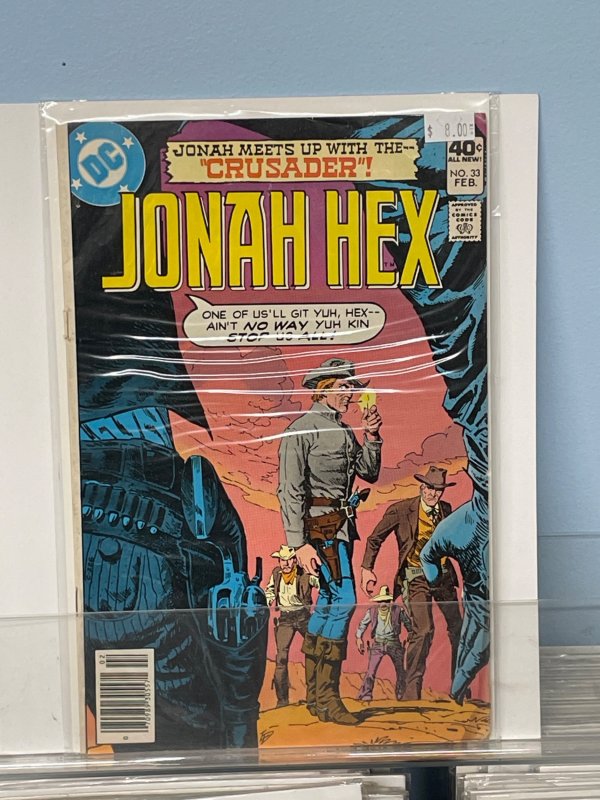 DC
JONAH MEETS UP WITH THE--
"CRUSADER"!
$ 8.00
40¢
ALL NEW!
NO. 33
FEB.
APPROVED
BY THE
COMICS
CODE
AUTHORITY
JONAH HEX
ONE OF US'LL GIT YUH, HEX--
AIN'T NO WAY YUH KIN
STOP US ALL!
02